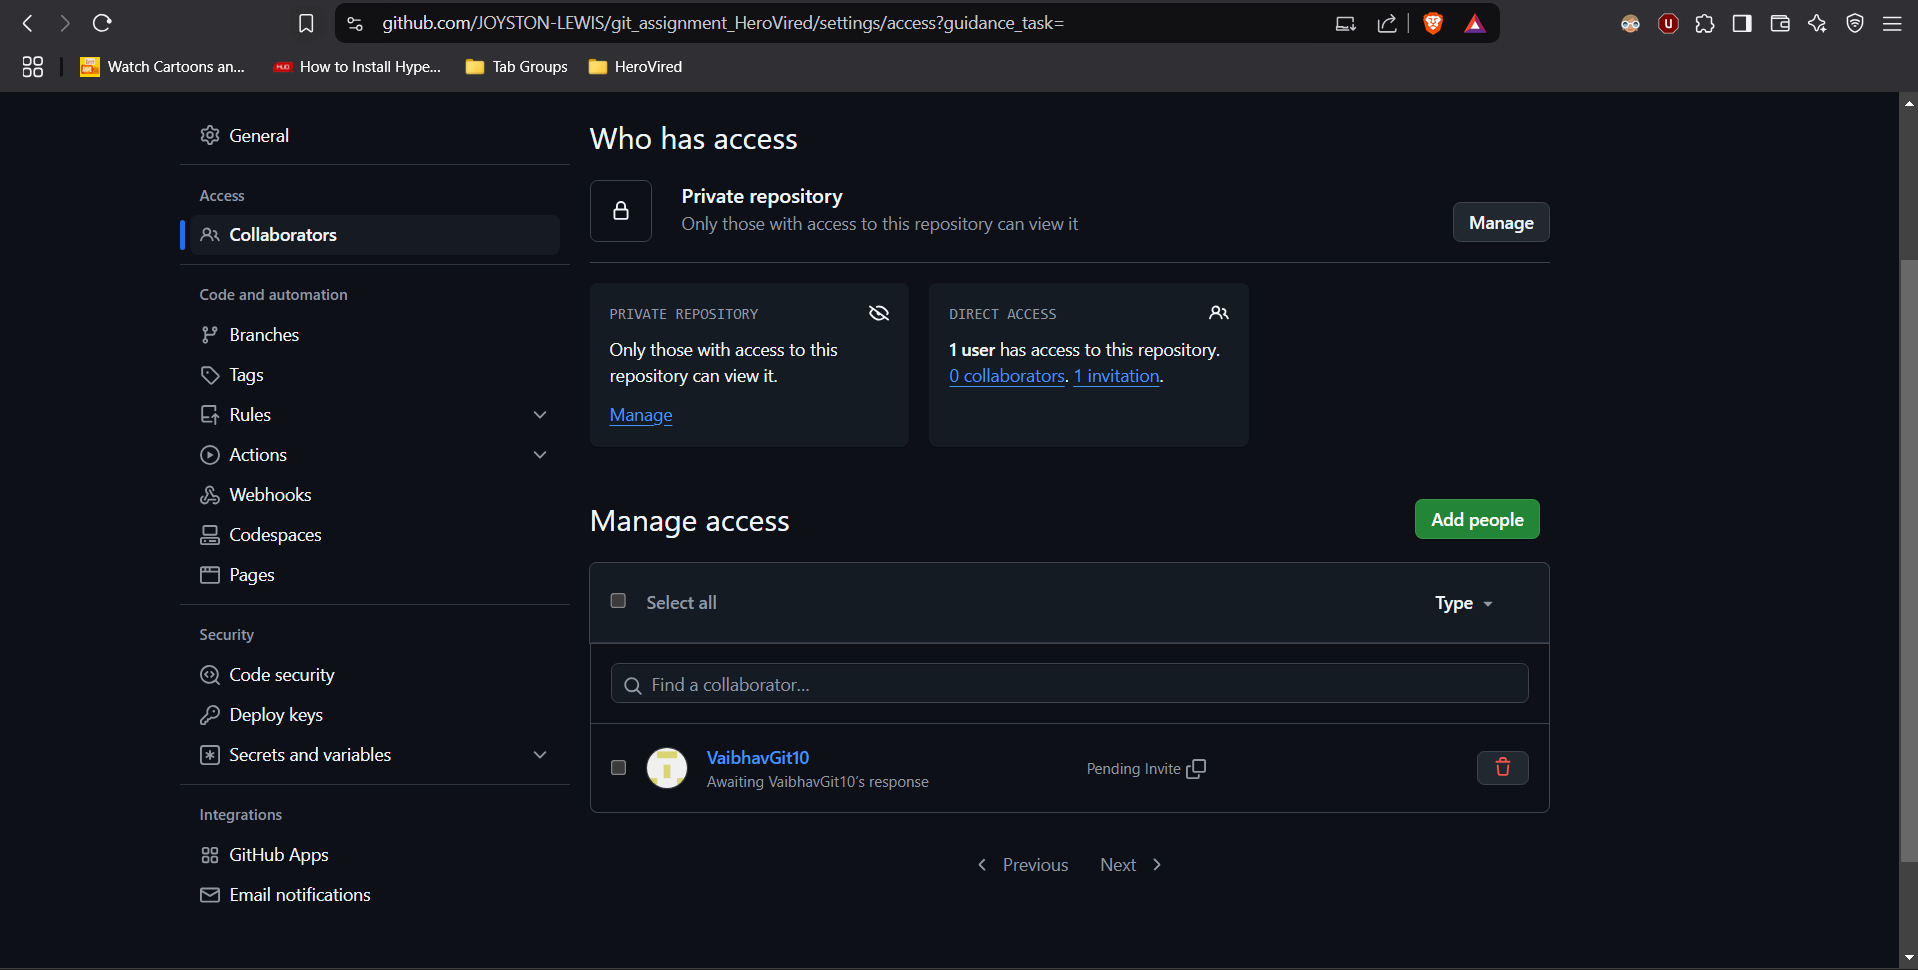 github.com/JOYSTON-LEWIS/git_assignment_HeroVired/settings/access?guidance_task=
Watch Cartoons an...
How to Install Hype...
Tab Groups
HeroVired
General
Access
Collaborators
Code and automation
Branches
Tags
Rules
Actions
Webhooks
Codespaces
Pages
Security
Code security
Deploy keys
Secrets and variables
Integrations
GitHub Apps
Email notifications
Who has access
Private repository
Only those with access to this repository can view it
Manage
PRIVATE REPOSITORY
Only those with access to this
repository can view it.
Manage
DIRECT ACCESS
1 user has access to this repository.
0 collaborators. 1 invitation.
Manage access
Add people
Select all
Type
Find a collaborator...
VaibhavGit10
Awaiting VaibhavGit10's response
Pending Invite
Previous
Next